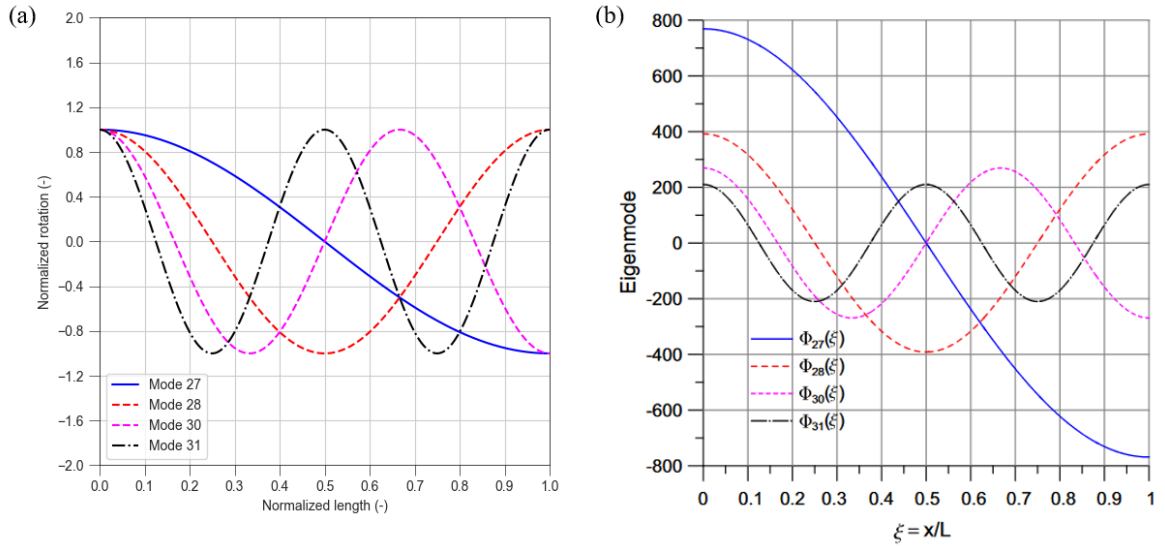 (a)
2.0
1.6
1.2
0.8
0.4
0.0
−0.4
−0.8
−1.2
−1.6
−2.0
Normalized rotation (-)
Mode 27
Mode 28
Mode 30
Mode 31
0.0 0.1 0.2 0.3 0.4 0.5 0.6 0.7 0.8 0.9 1.0
Normalized length (-)
(b)
800
600
400
200
0
-200
-400
-600
-800
Eigenmode
Φ27(ξ)
Φ28(ξ)
Φ30(ξ)
Φ31(ξ)
0 0.1 0.2 0.3 0.4 0.5 0.6 0.7 0.8 0.9 1
ξ = x/L